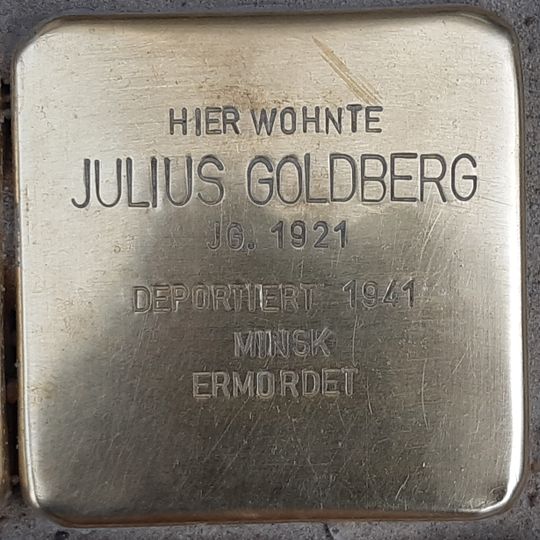 HIER WOHNTE
JULIUS GOLDBERG
JG. 1921
DEPORTIERT 1941
MINSK
ERMORDET